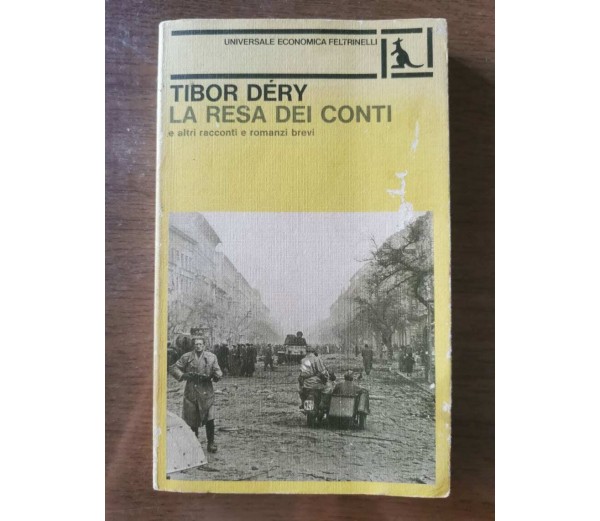 UNIVERSALE ECONOMICA FELTRINELLI
TIBOR DÉRY
LA RESA DEI CONTI
e altri racconti e romanzi brevi